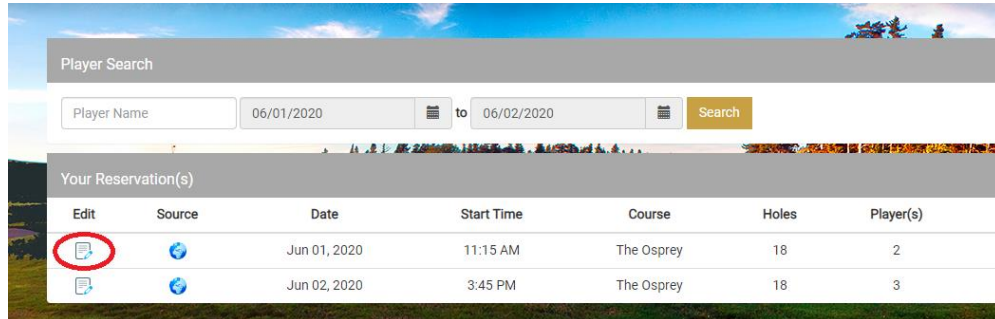 Player Search
Player Name 06/01/2020 to 06/02/2020 Search
Your Reservation(s)
Edit Source Date Start Time Course Holes Player(s)
Jun 01, 2020 11:15 AM The Osprey 18 2
Jun 02, 2020 3:45 PM The Osprey 18 3